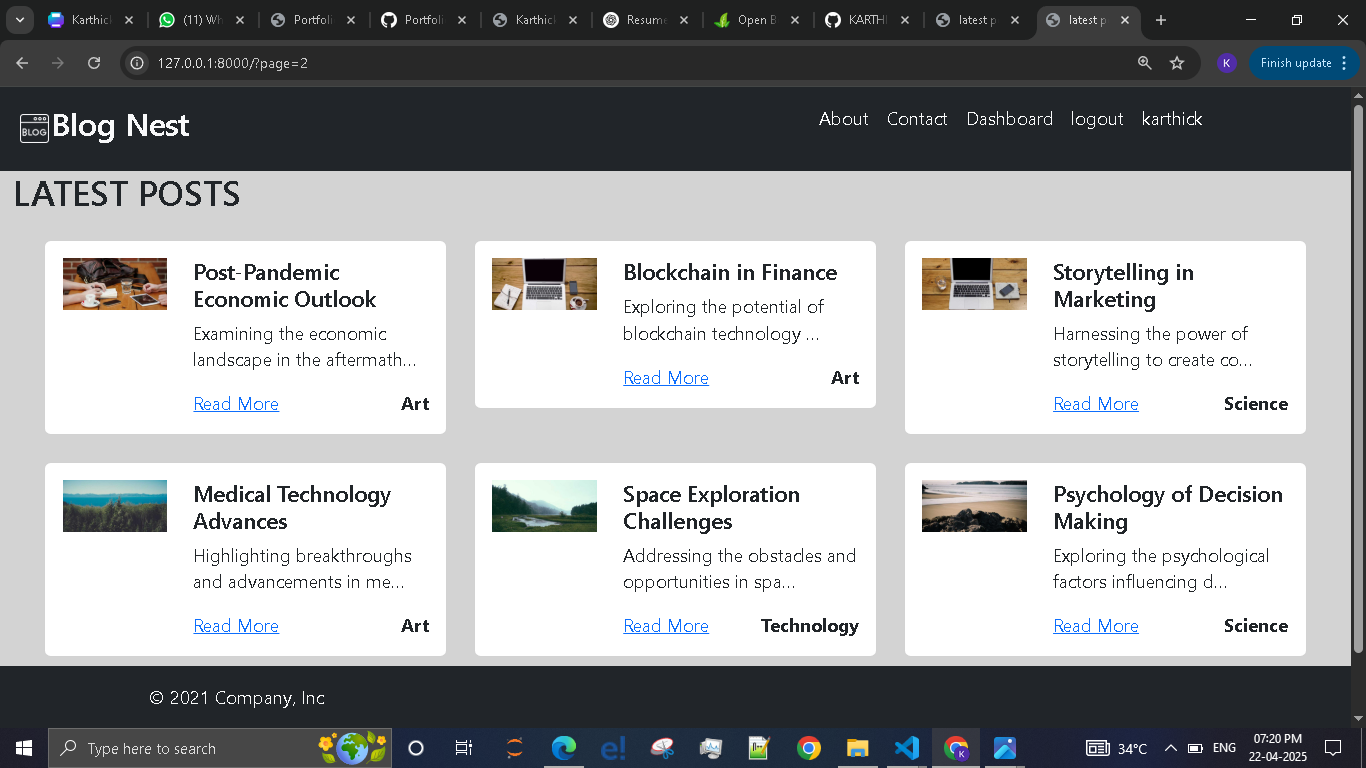 Karthick
(11) Wh
Portfoli
Portfoli
Karthick
Resume
Open B
KARTHI
latest p
latest p
127.0.0.1:8000/?page=2
K
Finish update
BLOG
Blog Nest
About
Contact
Dashboard
logout
karthick
LATEST POSTS
Post-Pandemic
Economic Outlook
Examining the economic
landscape in the aftermath...
Read More
Art
Blockchain in Finance
Exploring the potential of
blockchain technology ...
Read More
Art
Storytelling in
Marketing
Harnessing the power of
storytelling to create co...
Read More
Science
Medical Technology
Advances
Highlighting breakthroughs
and advancements in me...
Read More
Art
Space Exploration
Challenges
Addressing the obstacles and
opportunities in spa...
Read More
Technology
Psychology of Decision
Making
Exploring the psychological
factors influencing d...
Read More
Science
© 2021 Company, Inc
Type here to search
e!
K
34°C
ENG
07:20 PM
22-04-2025